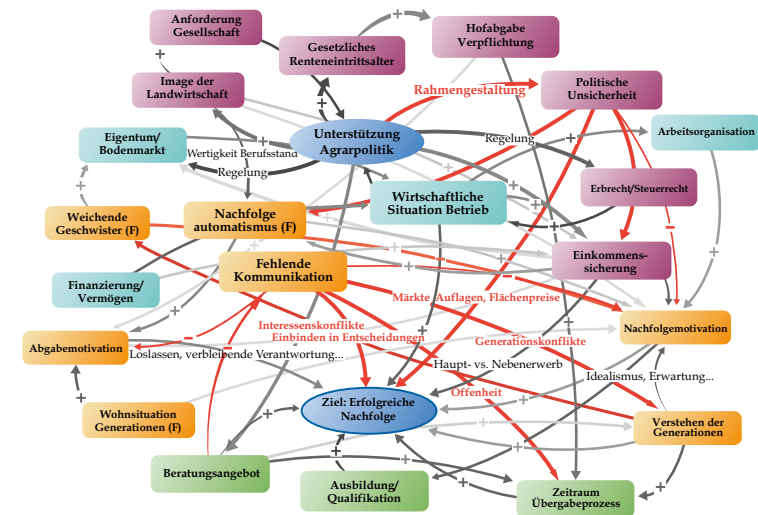 Anforderung
Gesellschaft
Gesetzliches
Renteneintrittsalter
Hofabgabe
Verpflichtung
Image der
Landwirtschaft
Rahmengestaltung
Politische
Unsicherheit
Eigentum/
Bodenmarkt
Unterstützung
Agrarpolitik
Regelung
Arbeitsorganisation
Wertigkeit Berufsstand
Regelung
Erbrecht/Steuerrecht
Wirtschaftliche
Situation Betrieb
Weichende
Geschwister (F)
Nachfolge
automatismus (F)
Fehlende
Kommunikation
Einkommens-
sicherung
Finanzierung/
Vermögen
Märkte, Auflagen, Flächenpreise
Interessenskonflikte
Einbinden in Entscheidungen
Generationskonflikte
Nachfolgemotivation
Abgabemotivation
Loslassen, verbleibende Verantwortung...
Haupt- vs. Nebenerwerb
Idealismus, Erwartung...
Offenheit
Wohnsituation
Generationen (F)
Ziel: Erfolgreiche
Nachfolge
Verstehen der
Generationen
Beratungsangebot
Ausbildung/
Qualifikation
Zeitraum
Übergabeprozess